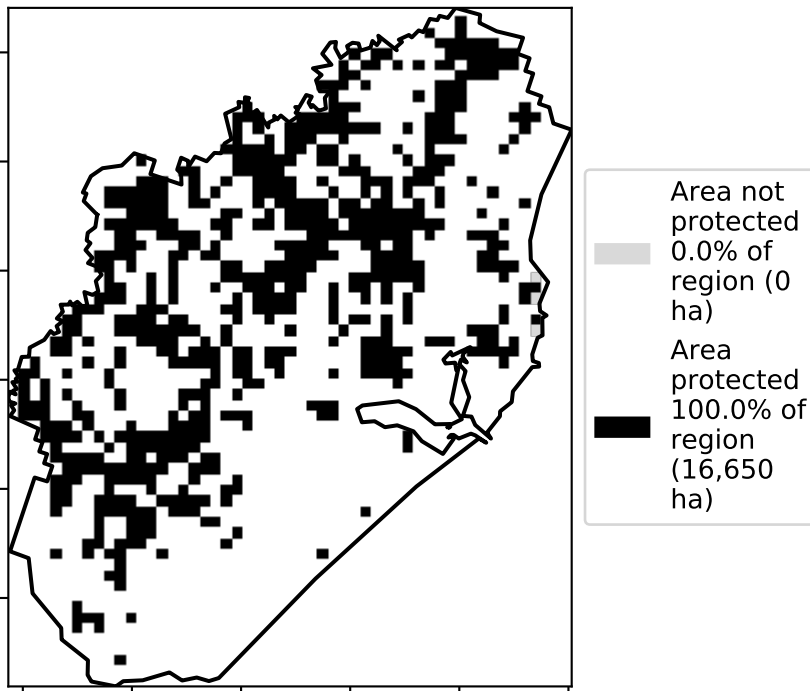 Area not
protected
0.0% of
region (0
ha)
Area
protected
100.0% of
region
(16,650
ha)